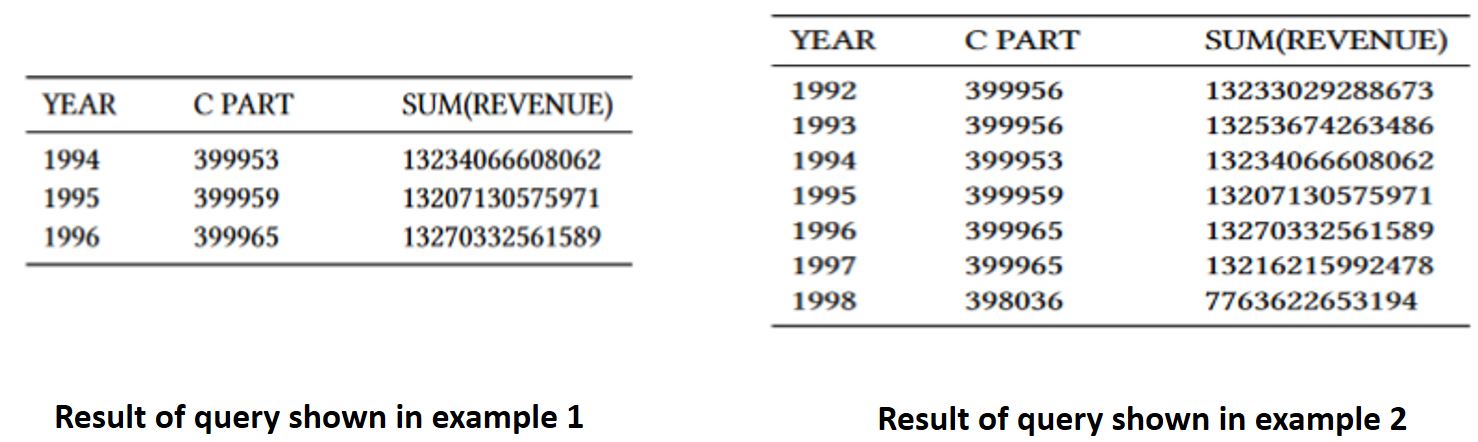 YEAR C PART SUM(REVENUE)
1994 399953 13234066608062
1995 399959 13207130575971
1996 399965 13270332561589
Result of query shown in example 1
YEAR C PART SUM(REVENUE)
1992 399956 13233029288673
1993 399956 13253674263486
1994 399953 13234066608062
1995 399959 13207130575971
1996 399965 13270332561589
1997 399965 13216215992478
1998 398036 7763622653194
Result of query shown in example 2